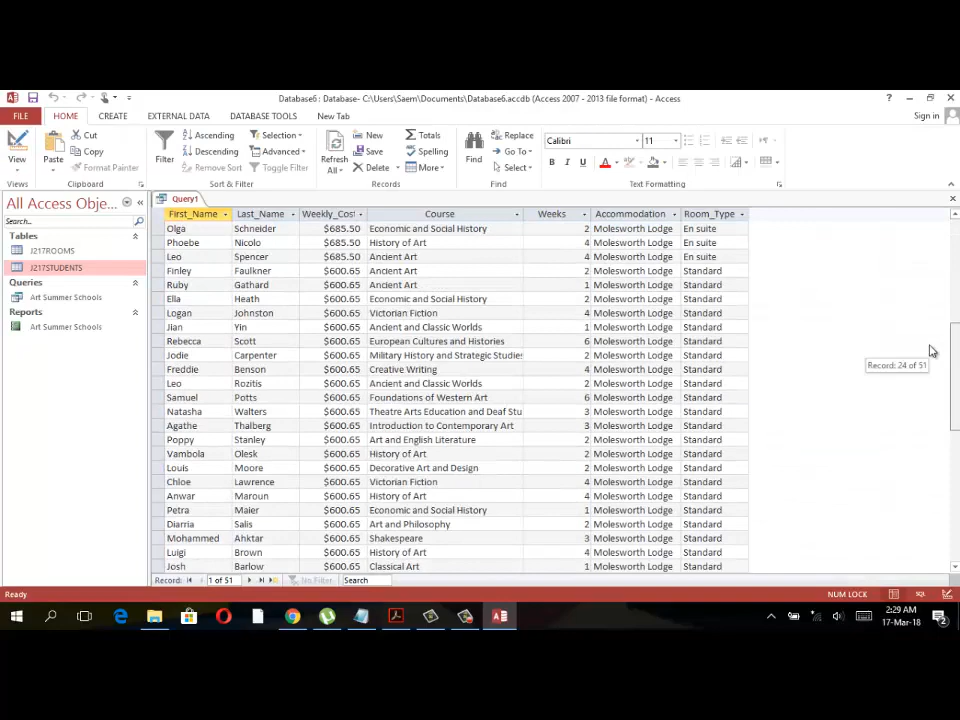 Database6 : Database- C:\Users\Saem\Documents\Database6.accdb (Access 2007 - 2013 file format) - Access
FILE HOME CREATE EXTERNAL DATA DATABASE TOOLS New Tab Sign in
View
Views
Paste
Cut
Copy
Format Painter
Clipboard
Filter
Ascending
Descending
Remove Sort
Selection
Advanced
Toggle Filter
Sort & Filter
Refresh All
New
Save
Delete
Totals
Spelling
More
Records
Find
Replace
Go To
Select
Find
Calibri 11
B I U A
Text Formatting
All Access Obje...
Search...
Tables
J217ROOMS
J217STUDENTS
Queries
Art Summer Schools
Reports
Art Summer Schools
Query1
First_Name Last_Name Weekly_Cost Course Weeks Accommodation Room_Type
Olga Schneider $685.50 Economic and Social History 2 Molesworth Lodge En suite
Phoebe Nicolo $685.50 History of Art 4 Molesworth Lodge En suite
Leo Spencer $685.50 Ancient Art 4 Molesworth Lodge En suite
Finley Faulkner $600.65 Ancient Art 2 Molesworth Lodge Standard
Ruby Gathard $600.65 Ancient Art 1 Molesworth Lodge Standard
Ella Heath $600.65 Economic and Social History 2 Molesworth Lodge Standard
Logan Johnston $600.65 Victorian Fiction 4 Molesworth Lodge Standard
Jian Yin $600.65 Ancient and Classic Worlds 1 Molesworth Lodge Standard
Rebecca Scott $600.65 European Cultures and Histories 6 Molesworth Lodge Standard
Jodie Carpenter $600.65 Military History and Strategic Studies 2 Molesworth Lodge Standard
Freddie Benson $600.65 Creative Writing 4 Molesworth Lodge Standard
Leo Rozitis $600.65 Ancient and Classic Worlds 2 Molesworth Lodge Standard
Samuel Potts $600.65 Foundations of Western Art 6 Molesworth Lodge Standard
Natasha Walters $600.65 Theatre Arts Education and Deaf Stu 3 Molesworth Lodge Standard
Agathe Thalberg $600.65 Introduction to Contemporary Art 3 Molesworth Lodge Standard
Poppy Stanley $600.65 Art and English Literature 2 Molesworth Lodge Standard
Vambola Olesk $600.65 History of Art 2 Molesworth Lodge Standard
Louis Moore $600.65 Decorative Art and Design 2 Molesworth Lodge Standard
Chloe Lawrence $600.65 Victorian Fiction 4 Molesworth Lodge Standard
Anwar Maroun $600.65 History of Art 4 Molesworth Lodge Standard
Petra Maier $600.65 Economic and Social History 1 Molesworth Lodge Standard
Diarria Salis $600.65 Art and Philosophy 2 Molesworth Lodge Standard
Mohammed Ahktar $600.65 Shakespeare 3 Molesworth Lodge Standard
Luigi Brown $600.65 History of Art 4 Molesworth Lodge Standard
Josh Barlow $600.65 Classical Art 1 Molesworth Lodge Standard
Record: 24 of 51
Record: 1 of 51 No Filter Search
Ready NUM LOCK SQL
2:29 AM
17-Mar-18
2